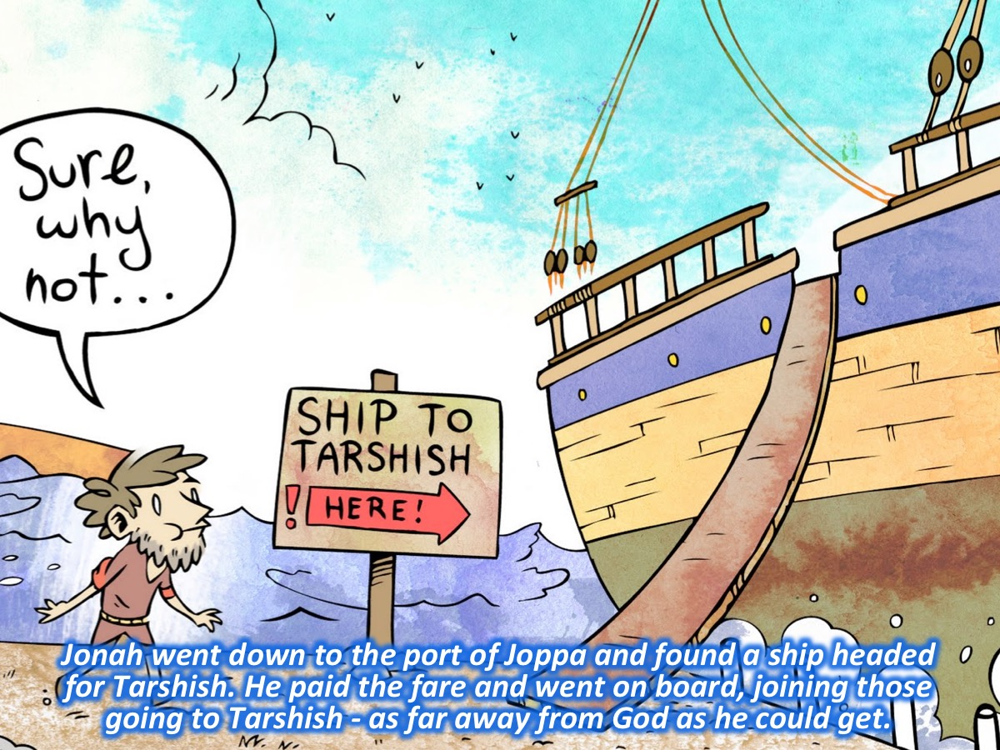 Sure,
why
not...
SHIP TO
TARSHISH
! HERE!
Jonah went down to the port of Joppa and found a ship headed
for Tarshish. He paid the fare and went on board, joining those
going to Tarshish - as far away from God as he could get.